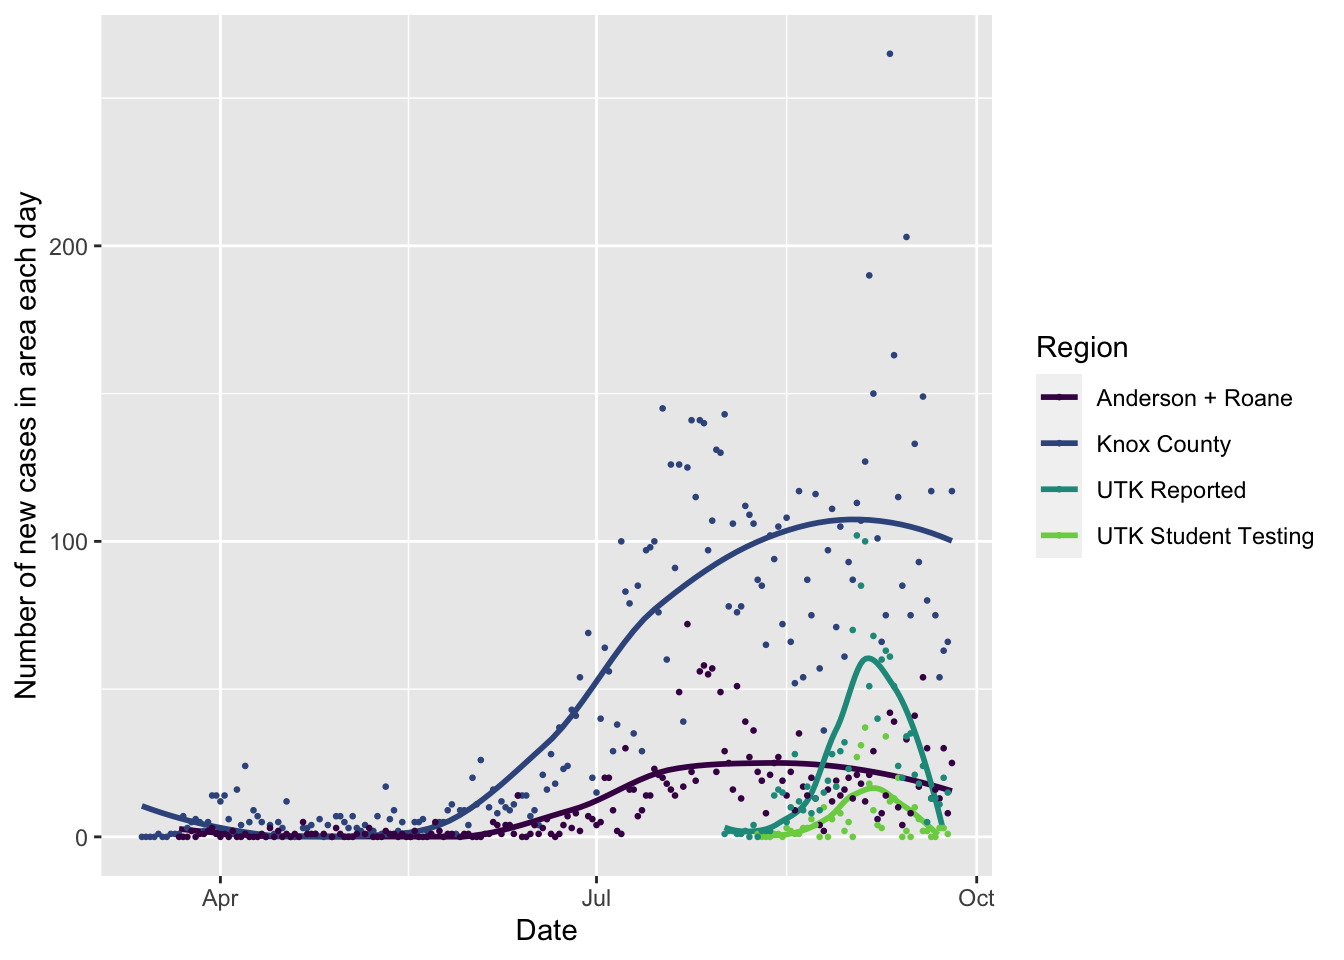 Number of new cases in area each day
200
100
0
Apr
Jul
Oct
Date
Region
Anderson + Roane
Knox County
UTK Reported
UTK Student Testing